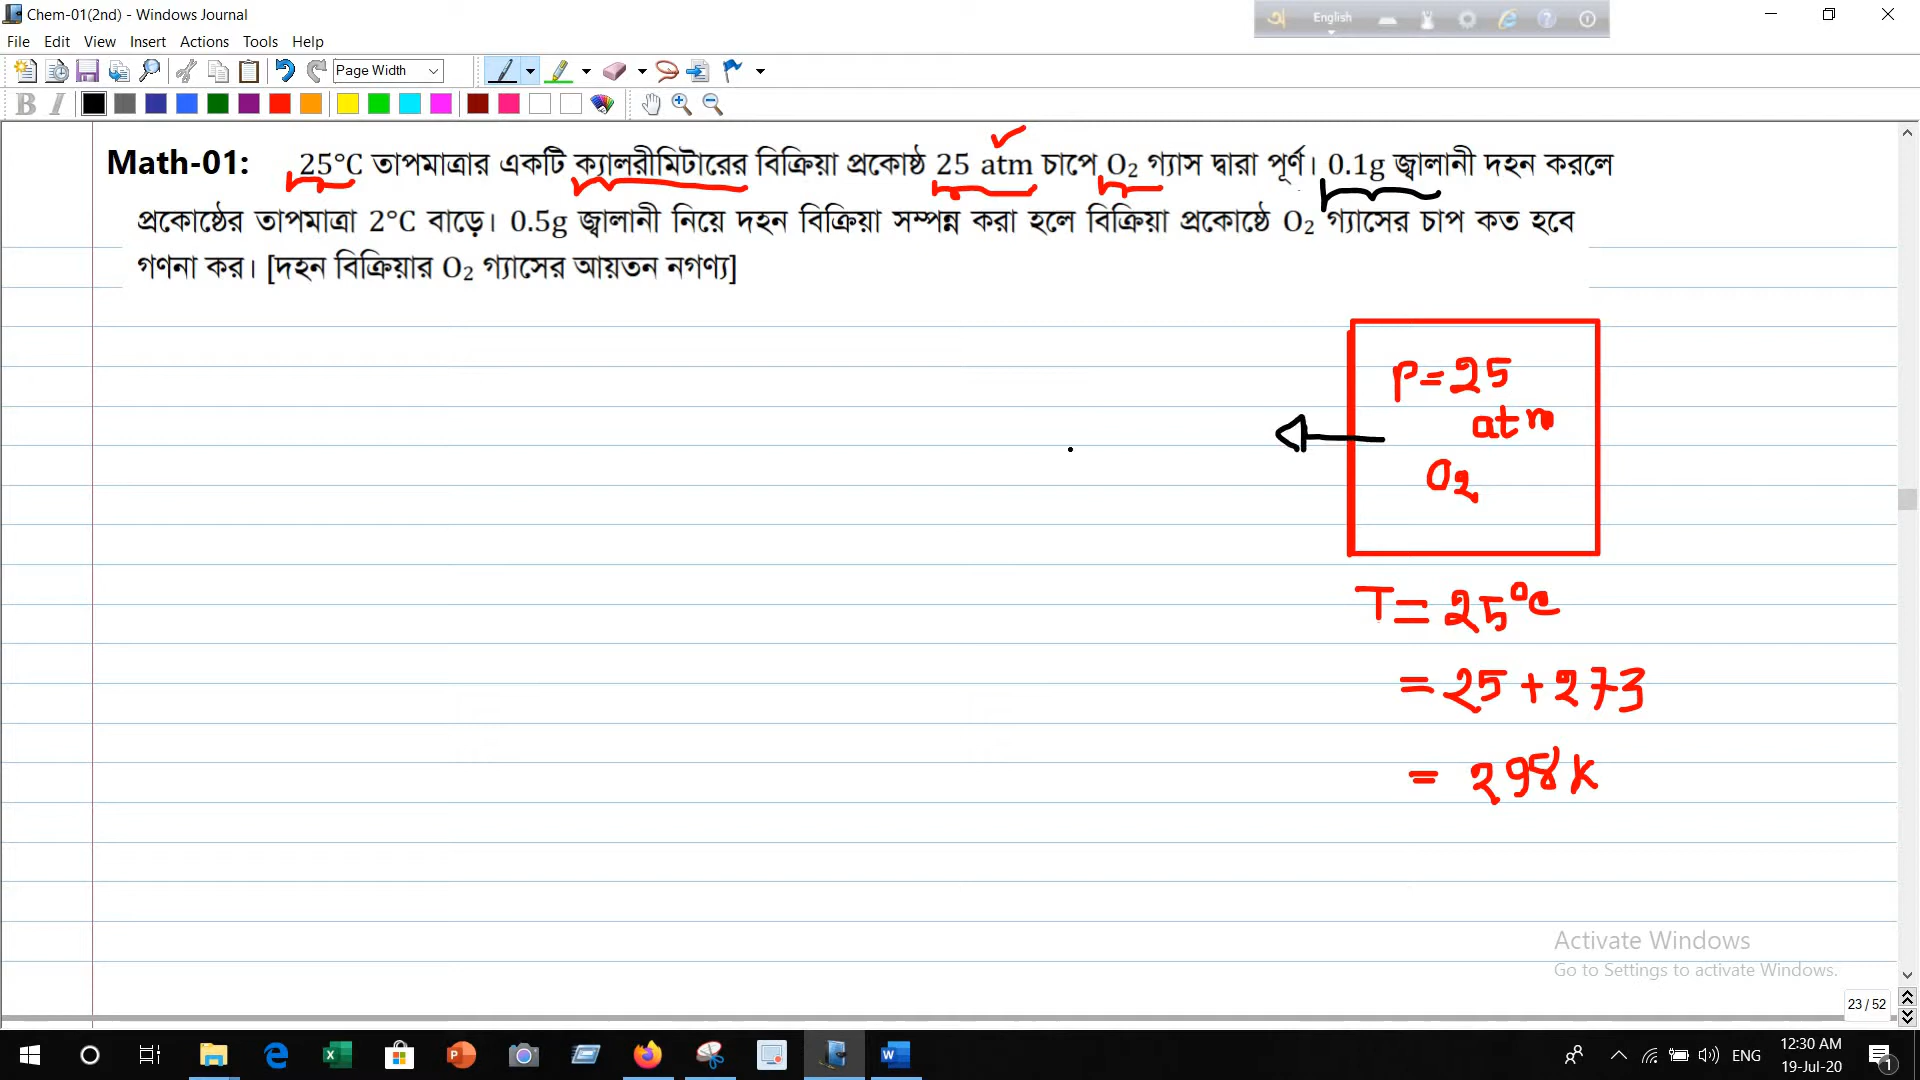 Chem-01(2nd) - Windows Journal
English
File Edit View Insert Actions Tools Help
Page Width
B I
Math-01: 25°C তাপমাত্রার একটি ক্যালরীমিটারের বিক্রিয়া প্রকোষ্ঠ 25 atm চাপে O₂ গ্যাস দ্বারা পূর্ণ। 0.1g জ্বালানী দহন করলে
প্রকোষ্ঠের তাপমাত্রা 2°C বাড়ে। 0.5g জ্বালানী নিয়ে দহন বিক্রিয়া সম্পন্ন করা হলে বিক্রিয়া প্রকোষ্ঠে O₂ গ্যাসের চাপ কত হবে
গণনা কর। [দহন বিক্রিয়ার O₂ গ্যাসের আয়তন নগণ্য]
P=25
atm
O₂
T= 25°C
= 25 + 273
= 298K
Activate Windows
Go to Settings to activate Windows.
23 / 52
ENG
12:30 AM
19-Jul-20
1